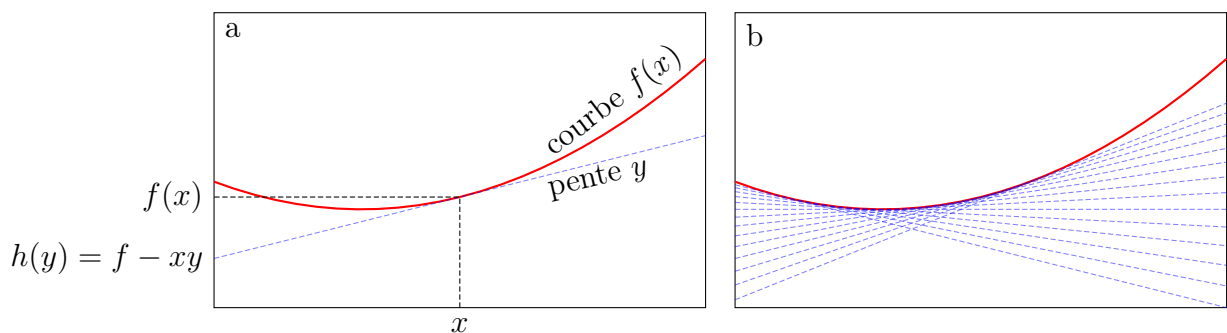 a
courbe f(x)
pente y
f(x)
h(y) = f − xy
x
b